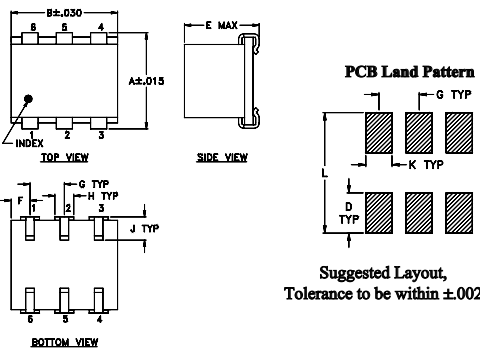 B±.030
E MAX
6 5 4
A±.015
PCB Land Pattern
G TYP
INDEX
1 2 3
TOP VIEW
SIDE VIEW
K TYP
L
G TYP
H TYP
F
1 2 3
D
TYP
J TYP
Suggested Layout,
Tolerance to be within ±.002
6 5 4
BOTTOM VIEW